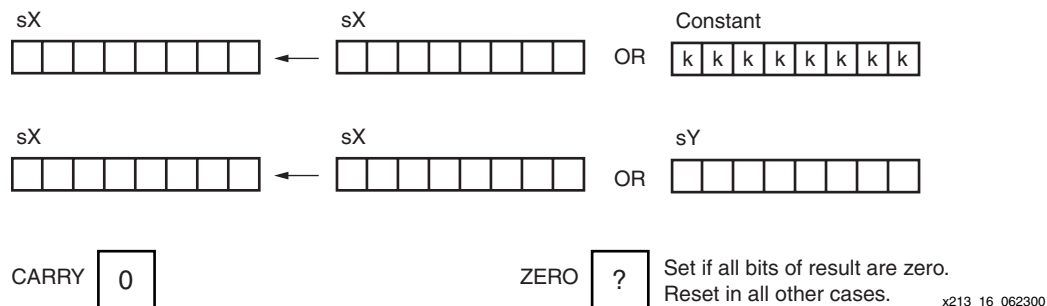 sX sX Constant
OR k k k k k k k k
sX sX sY
OR
CARRY 0 ZERO ? Set if all bits of result are zero.
Reset in all other cases.
x213_16_062300